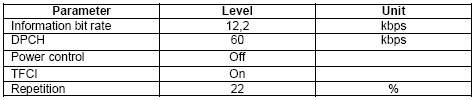 Parameter Level Unit
Information bit rate 12,2 kbps
DPCH 60 kbps
Power control Off
TFCI On
Repetition 22 %